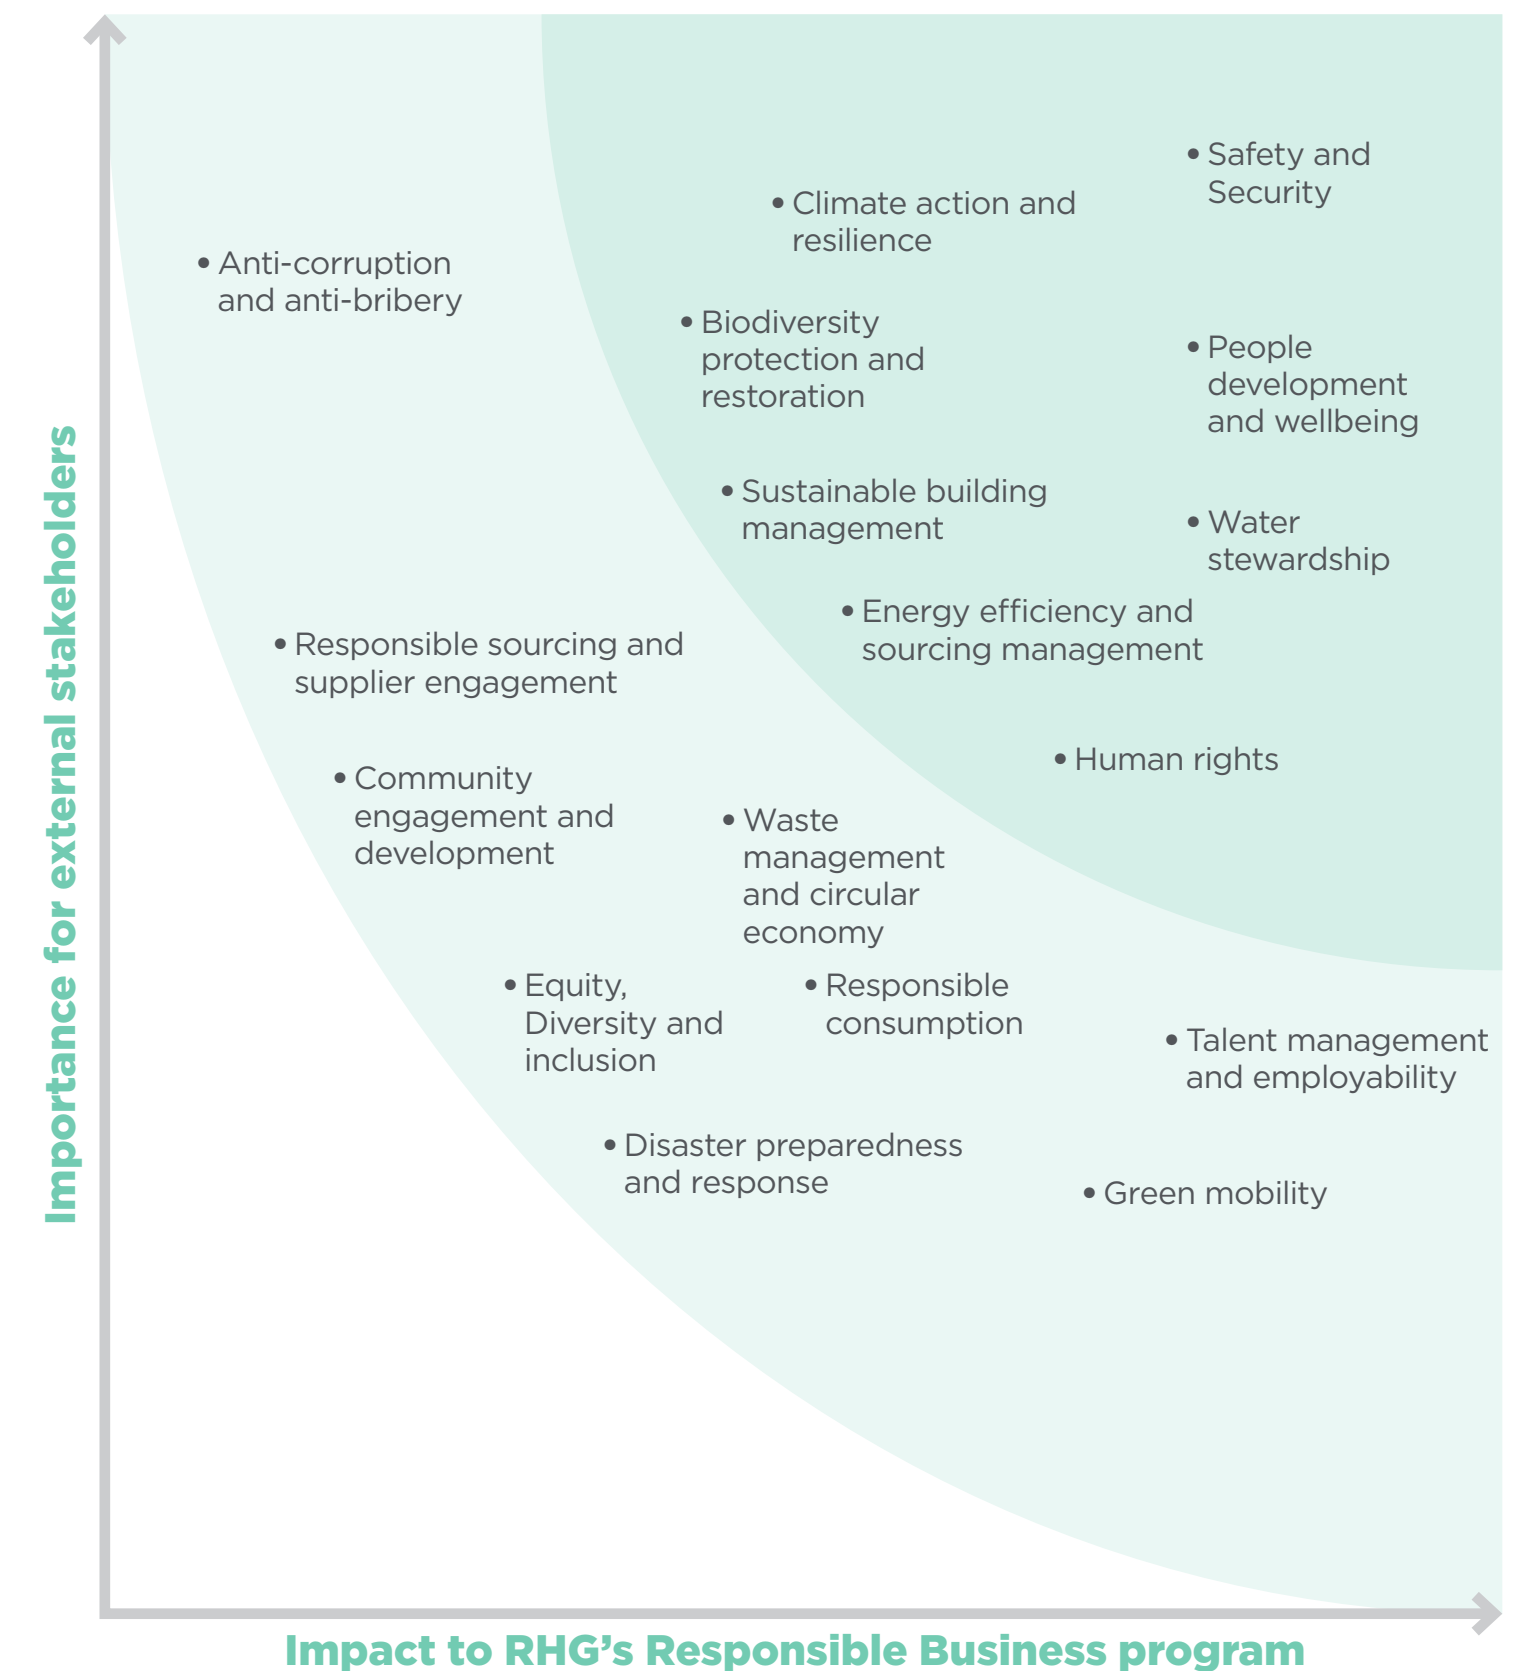 Importance for external stakeholders
• Safety and
Security
• Climate action and
resilience
• Anti-corruption
and anti-bribery
• Biodiversity
protection and
restoration
• People
development
and wellbeing
• Sustainable building
management
• Water
stewardship
• Energy efficiency and
sourcing management
• Responsible sourcing and
supplier engagement
• Human rights
• Community
engagement and
development
• Waste
management
and circular
economy
• Equity,
Diversity and
inclusion
• Responsible
consumption
• Talent management
and employability
• Disaster preparedness
and response
• Green mobility
Impact to RHG’s Responsible Business program